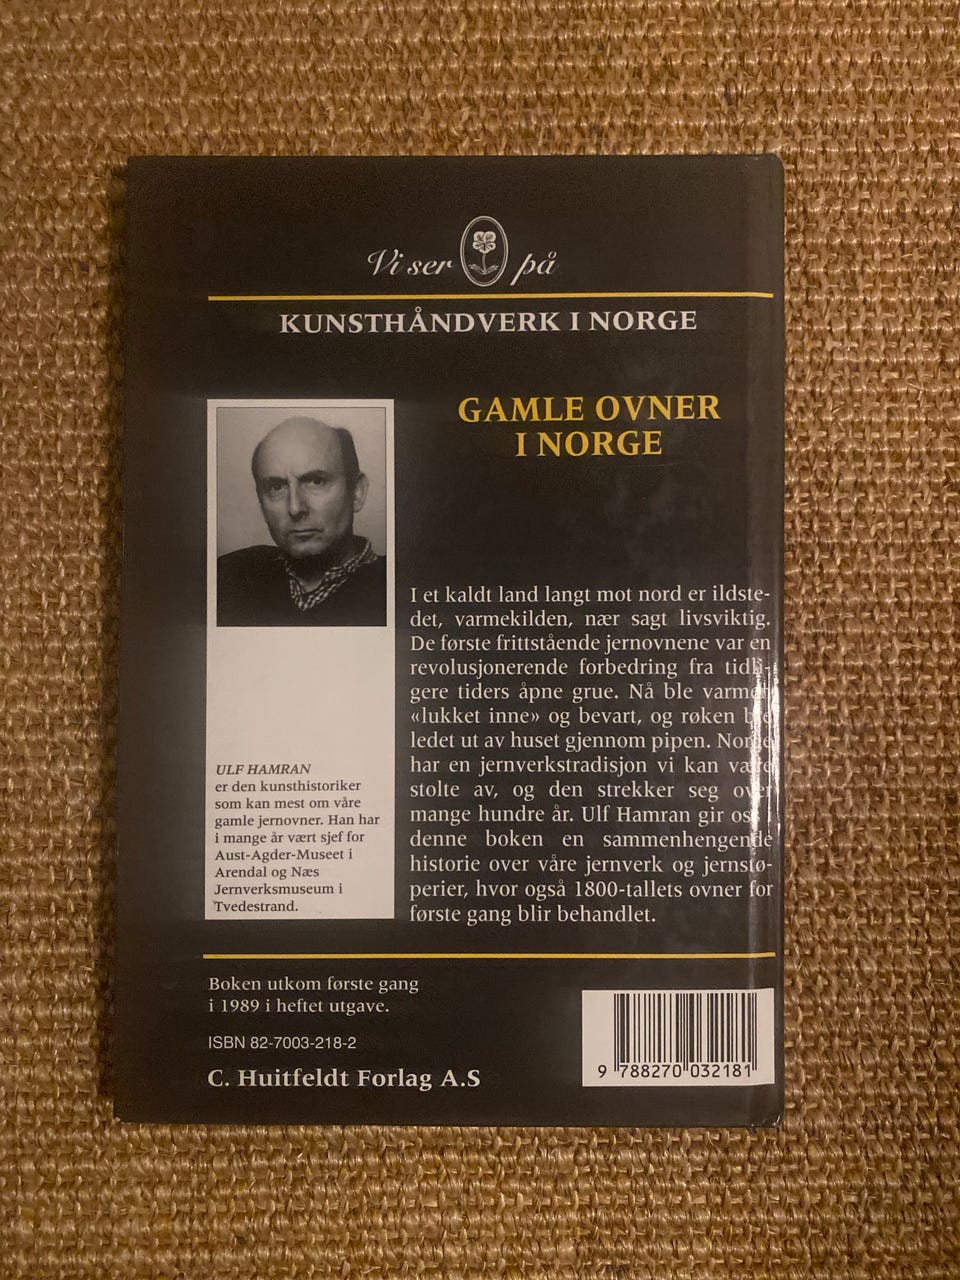 Vi ser på
KUNSTHÅNDVERK I NORGE
GAMLE OVNER
I NORGE
I et kaldt land langt mot nord er ildste-
det, varmekilden, nær sagt livsviktig.
De første frittstående jernovnene var en
revolusjonerende forbedring fra tidli-
gere tiders åpne grue. Nå ble varmen
«lukket inne» og bevart, og røken ble
ledet ut av huset gjennom pipen. Norge
har en jernverkstradisjon vi kan være
stolte av, og den strekker seg over
mange hundre år. Ulf Hamran gir oss i
denne boken en sammenhengende
historie over våre jernverk og jernstø-
perier, hvor også 1800-tallets ovner for
første gang blir behandlet.
ULF HAMRAN
er den kunsthistoriker
som kan mest om våre
gamle jernovner. Han har
i mange år vært sjef for
Aust-Agder-Museet i
Arendal og Næs
Jernverksmuseum i
Tvedestrand.
Boken utkom første gang
i 1989 i heftet utgave.
ISBN 82-7003-218-2
C. Huitfeldt Forlag A.S
9 788270 032181